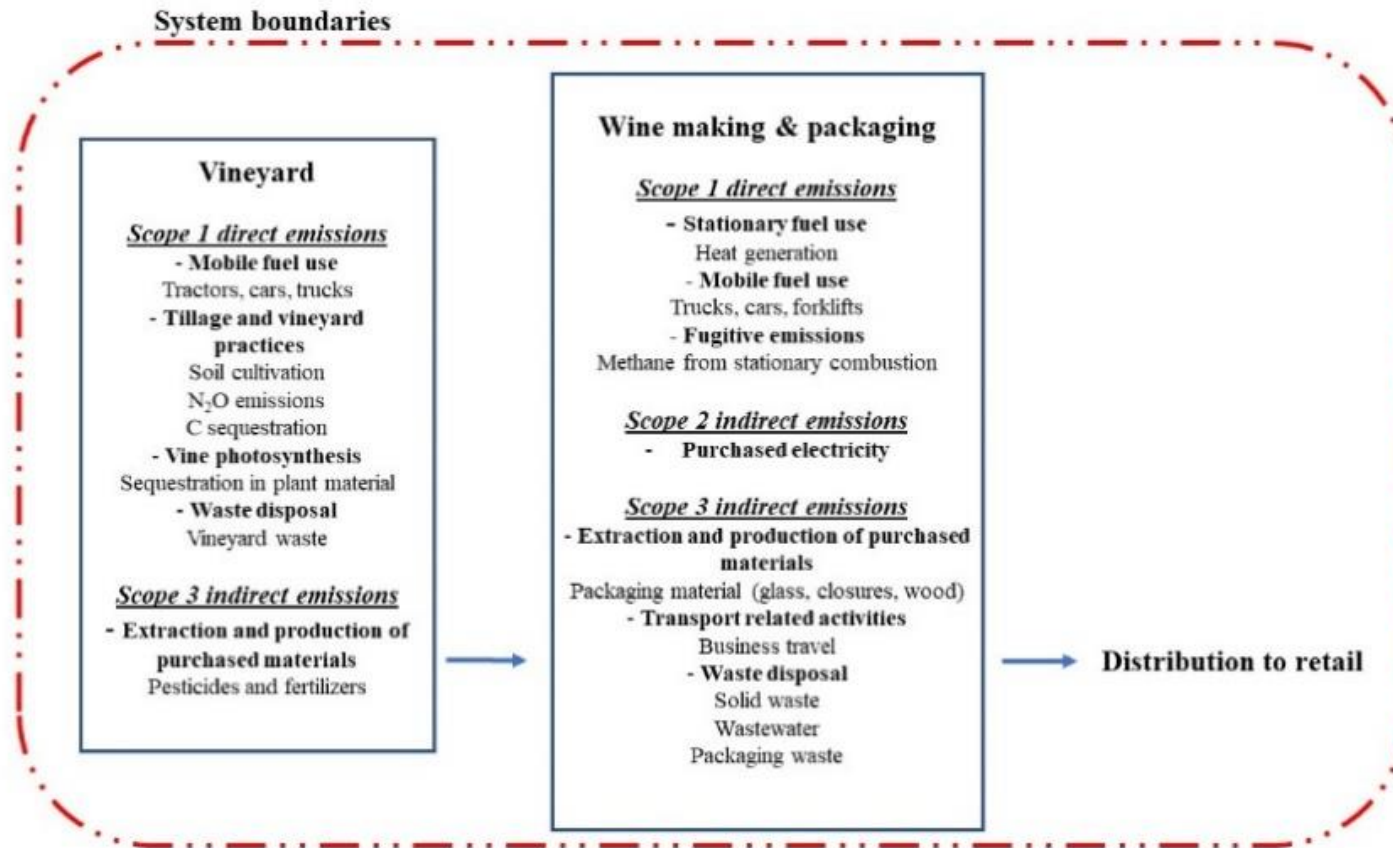 System boundaries
Vineyard
Scope 1 direct emissions
- Mobile fuel use
Tractors, cars, trucks
- Tillage and vineyard
practices
Soil cultivation
N₂O emissions
C sequestration
- Vine photosynthesis
Sequestration in plant material
- Waste disposal
Vineyard waste
Scope 3 indirect emissions
- Extraction and production of
purchased materials
Pesticides and fertilizers
Wine making & packaging
Scope 1 direct emissions
- Stationary fuel use
Heat generation
- Mobile fuel use
Trucks, cars, forklifts
- Fugitive emissions
Methane from stationary combustion
Scope 2 indirect emissions
- Purchased electricity
Scope 3 indirect emissions
- Extraction and production of purchased
materials
Packaging material (glass, closures, wood)
- Transport related activities
Business travel
- Waste disposal
Solid waste
Wastewater
Packaging waste
Distribution to retail